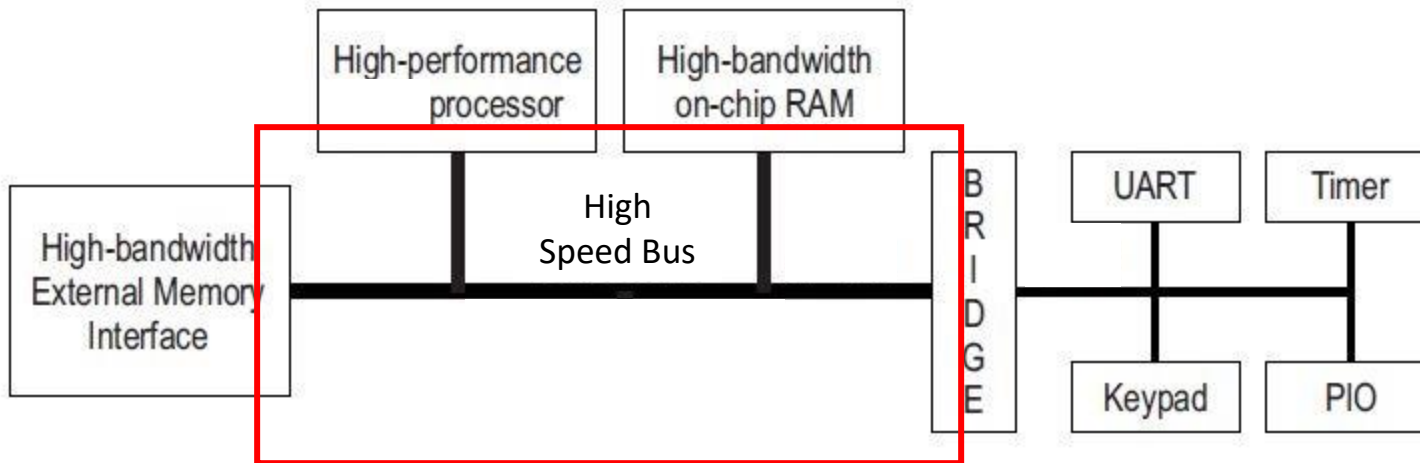 High-performance
processor
High-bandwidth
on-chip RAM
High-bandwidth
External Memory
Interface
High
Speed Bus
B
R
I
D
G
E
UART
Timer
Keypad
PIO